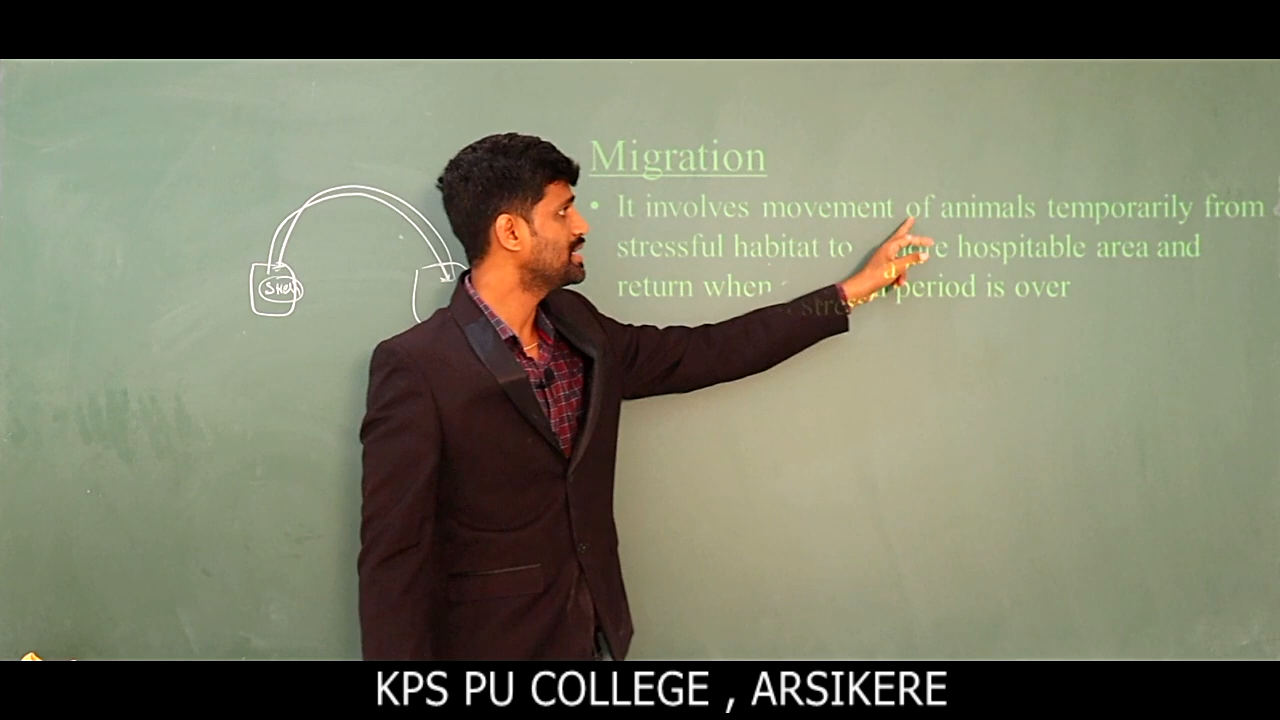 Migration
• It involves movement of animals temporarily from
stressful habitat to hospitable area and
return when period is over
KPS PU COLLEGE , ARSIKERE